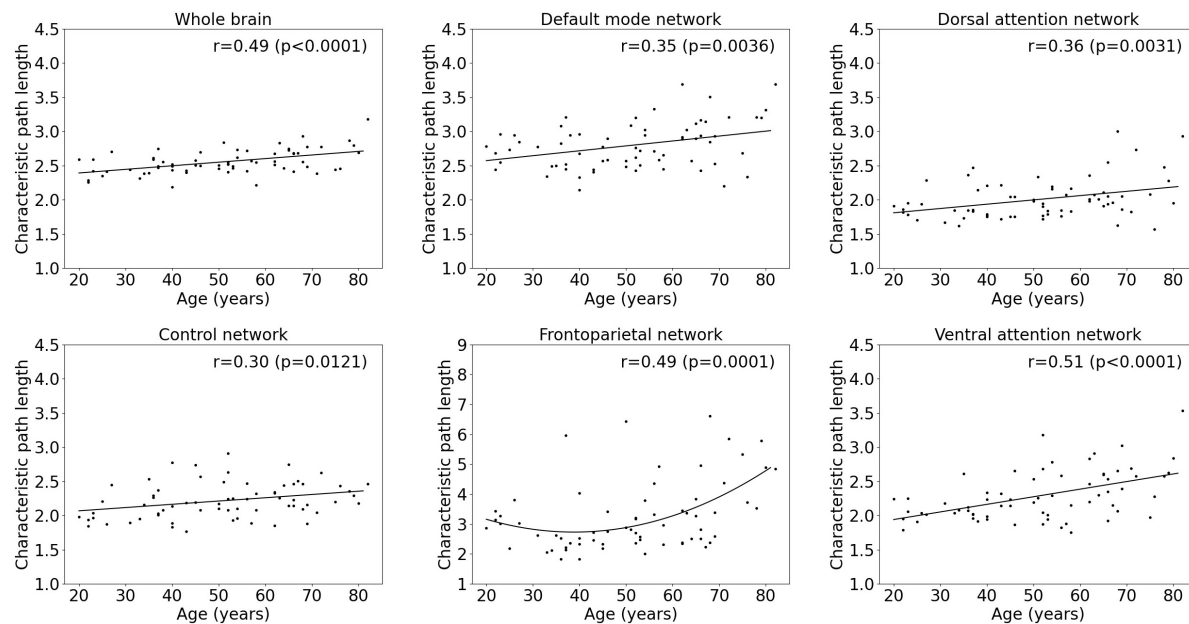 Whole brain
r=0.49 (p<0.0001)
Characteristic path length
4.5
4.0
3.5
3.0
2.5
2.0
1.5
1.0
20 30 40 50 60 70 80
Age (years)
Default mode network
r=0.35 (p=0.0036)
Characteristic path length
4.5
4.0
3.5
3.0
2.5
2.0
1.5
1.0
20 30 40 50 60 70 80
Age (years)
Dorsal attention network
r=0.36 (p=0.0031)
Characteristic path length
4.5
4.0
3.5
3.0
2.5
2.0
1.5
1.0
20 30 40 50 60 70 80
Age (years)
Control network
r=0.30 (p=0.0121)
Characteristic path length
4.5
4.0
3.5
3.0
2.5
2.0
1.5
1.0
20 30 40 50 60 70 80
Age (years)
Frontoparietal network
r=0.49 (p=0.0001)
Characteristic path length
9
8
7
6
5
4
3
2
1
20 30 40 50 60 70 80
Age (years)
Ventral attention network
r=0.51 (p<0.0001)
Characteristic path length
4.5
4.0
3.5
3.0
2.5
2.0
1.5
1.0
20 30 40 50 60 70 80
Age (years)